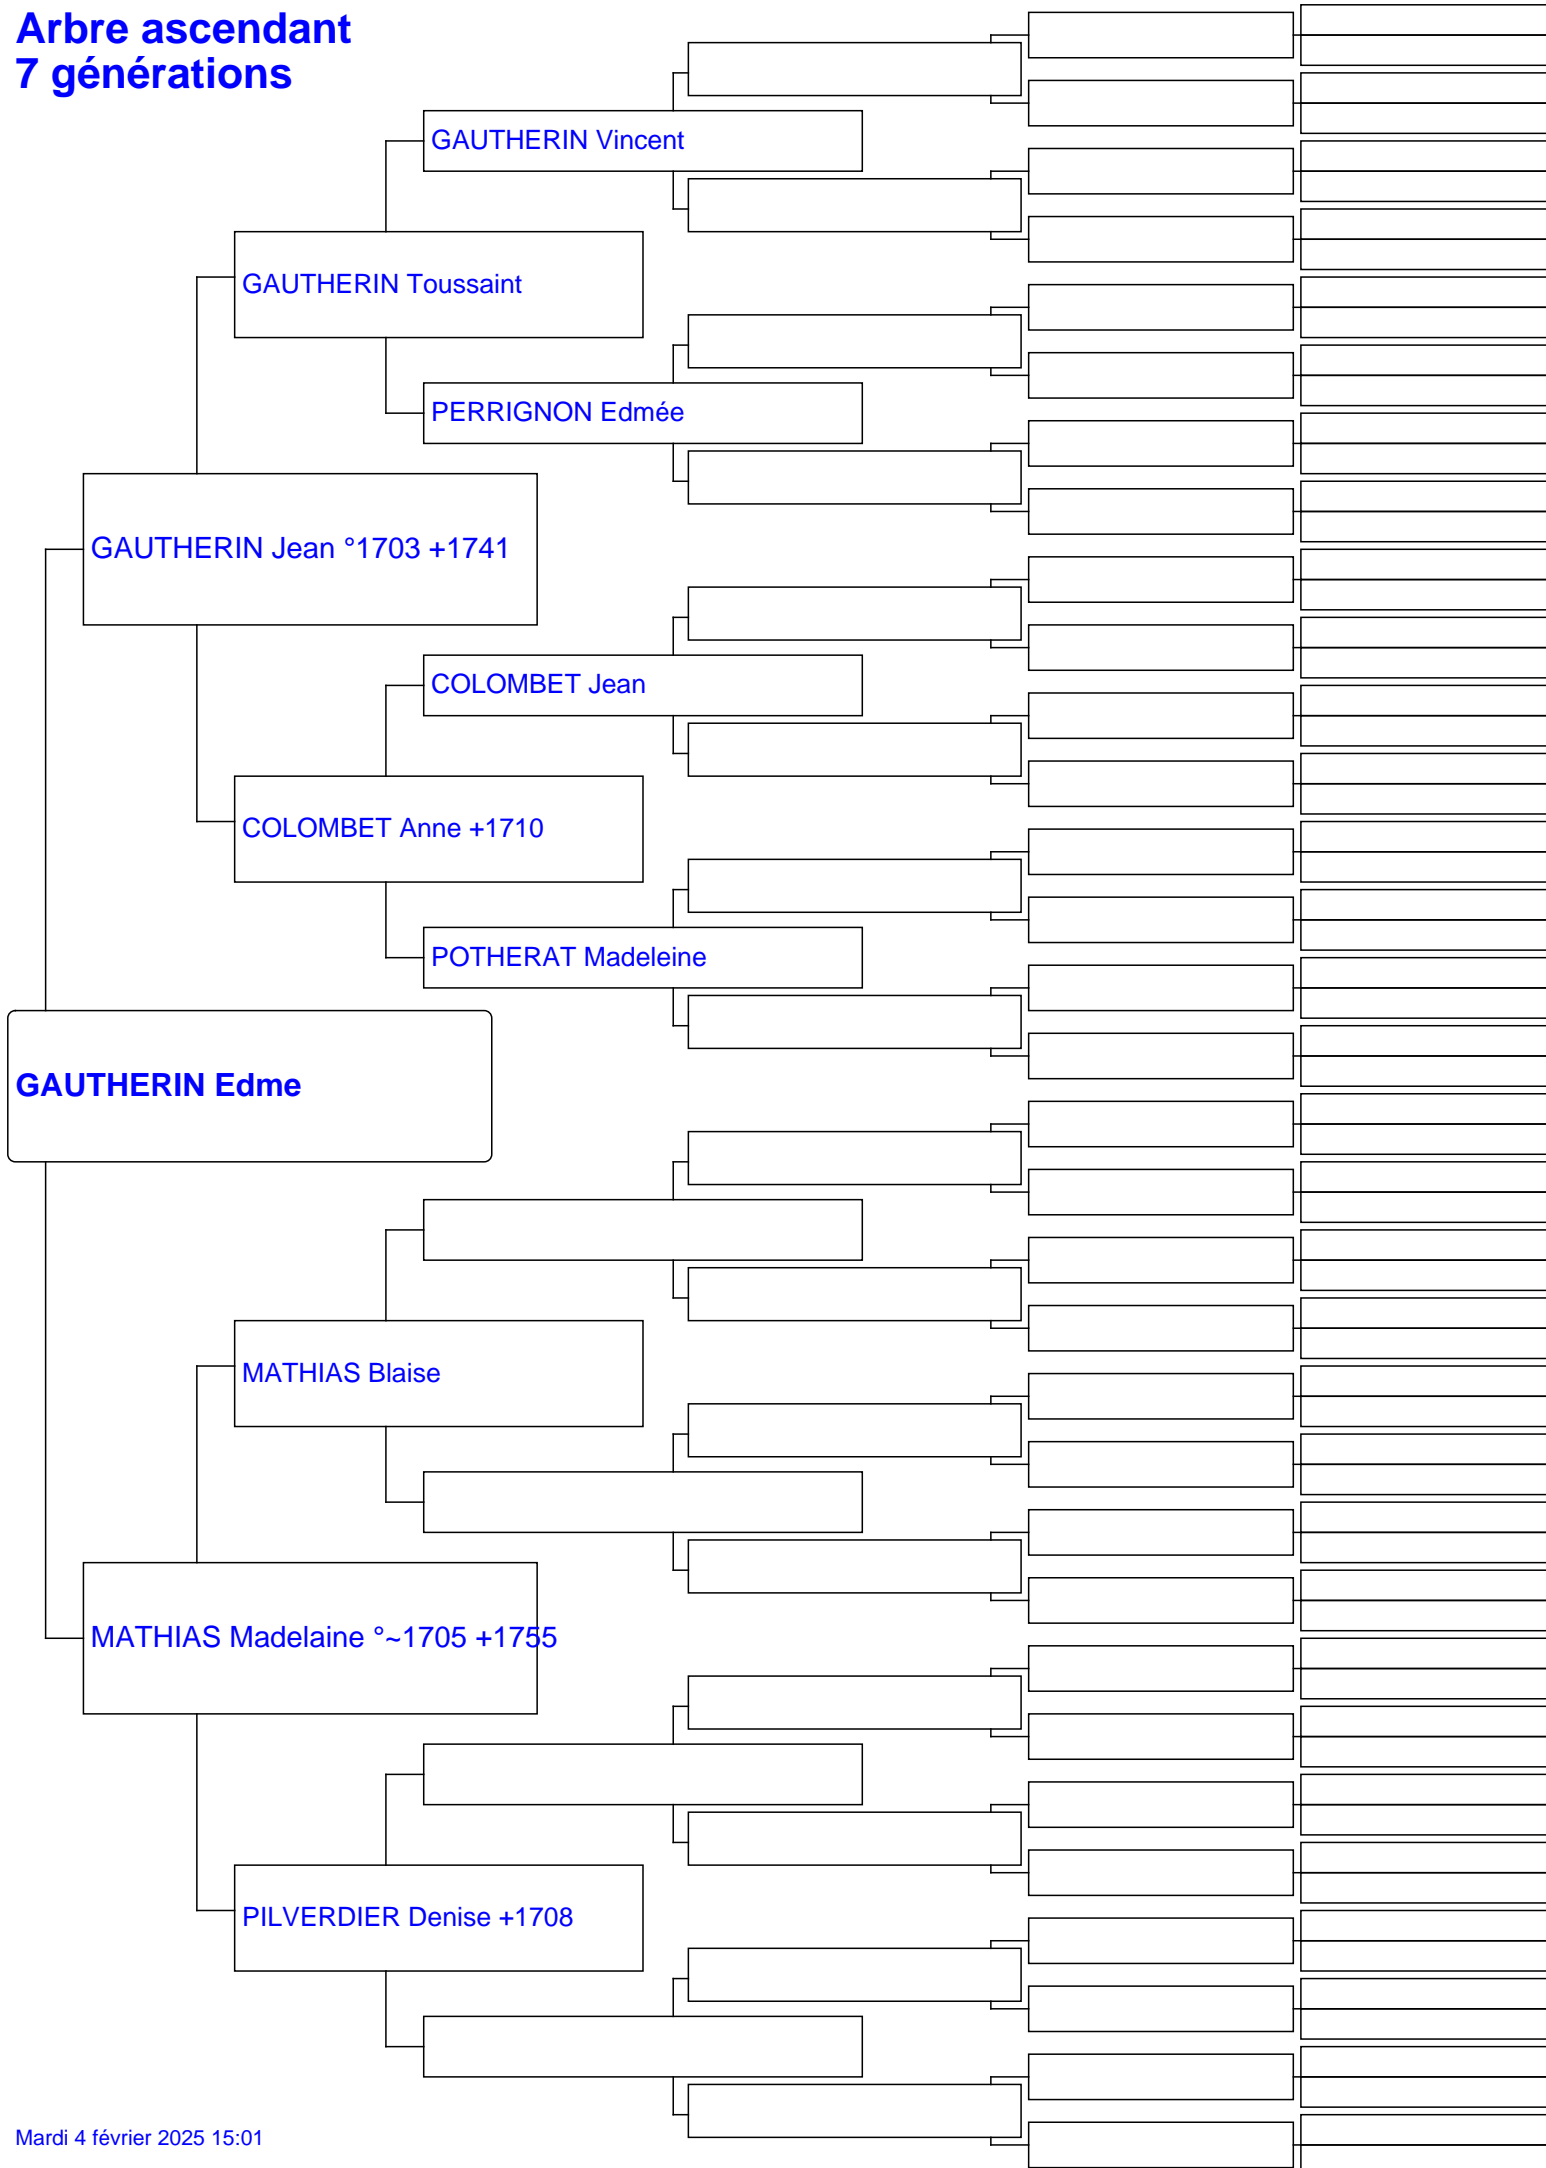 Arbre ascendant
7 générations
GAUTHERIN Vincent
GAUTHERIN Toussaint
PERRIGNON Edmée
GAUTHERIN Jean °1703 +1741
COLOMBET Jean
COLOMBET Anne +1710
POTHERAT Madeleine
GAUTHERIN Edme
MATHIAS Blaise
MATHIAS Madelaine °~1705 +1755
PILVERDIER Denise +1708
Mardi 4 février 2025 15:01